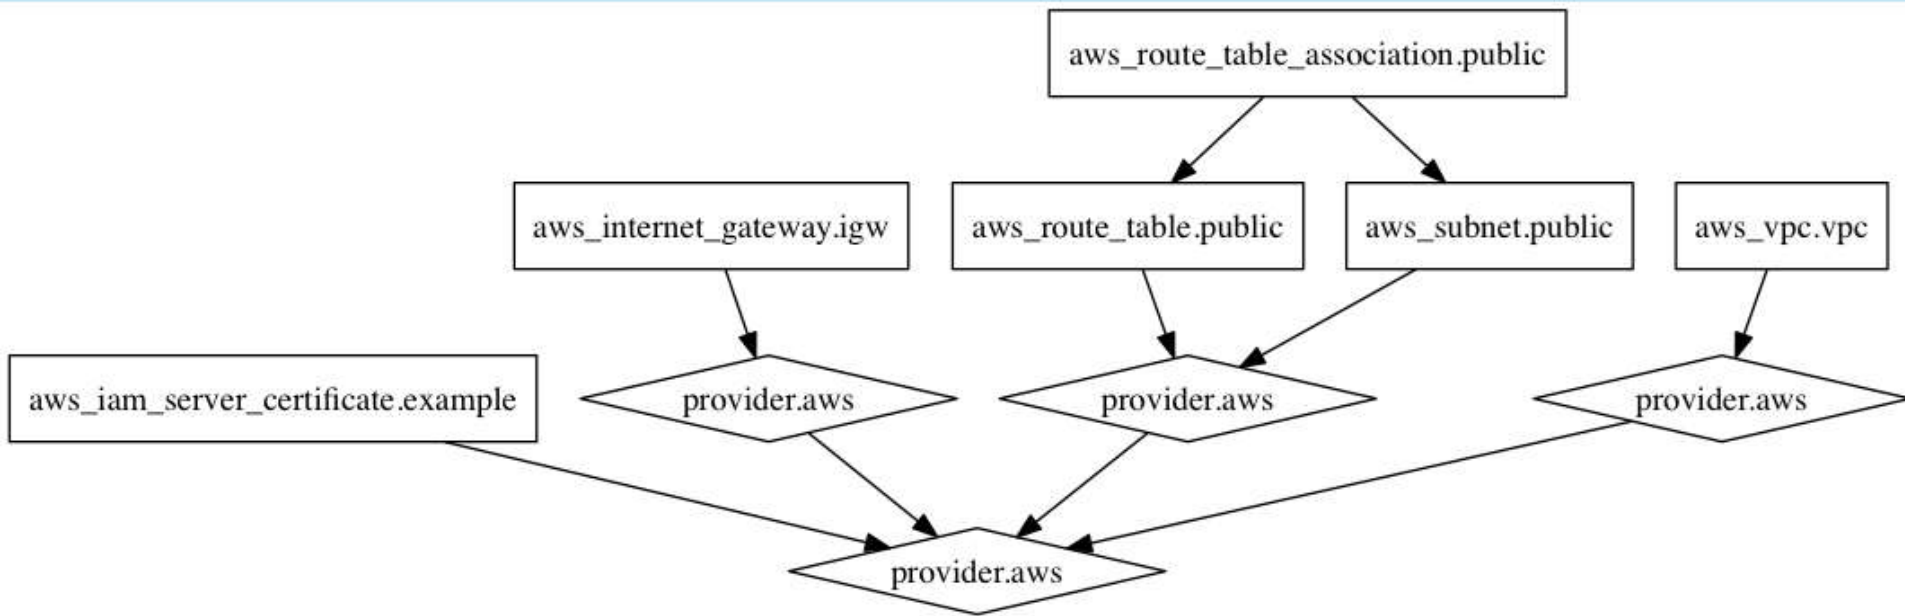 aws_route_table_association.public
aws_internet_gateway.igw
aws_route_table.public
aws_subnet.public
aws_vpc.vpc
aws_iam_server_certificate.example
provider.aws
provider.aws
provider.aws
provider.aws